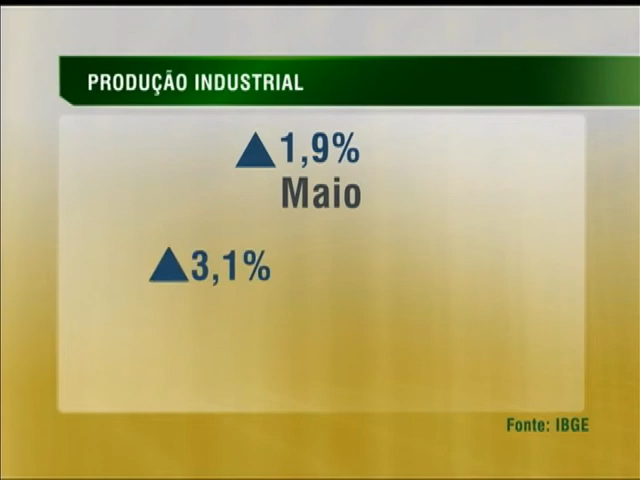 PRODUÇÃO INDUSTRIAL
1,9%
Maio
3,1%
Fonte: IBGE